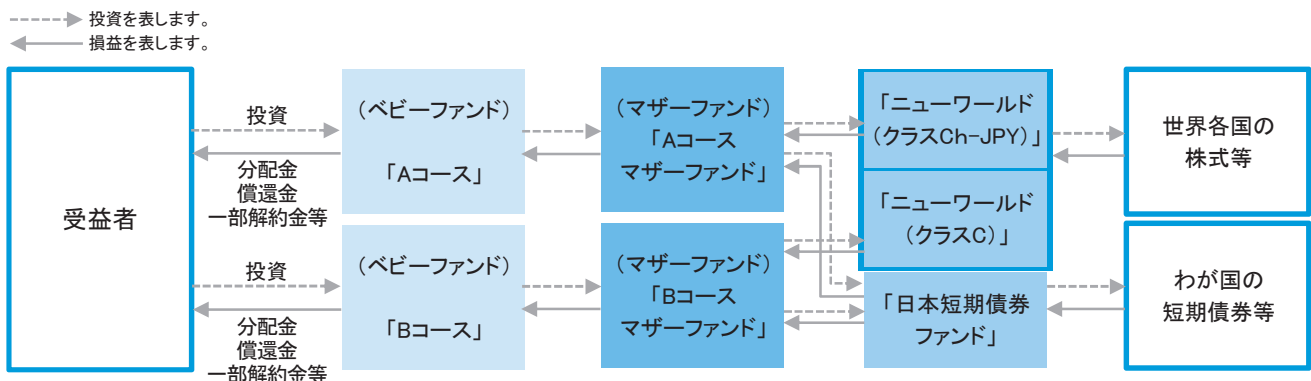 投資を表します。
損益を表します。
受益者
投資
分配金
償還金
一部解約金等
投資
分配金
償還金
一部解約金等
（ベビーファンド）
「Aコース」
（ベビーファンド）
「Bコース」
（マザーファンド）
「Aコース
マザーファンド」
（マザーファンド）
「Bコース
マザーファンド」
「ニューワールド
（クラスCh-JPY）」
「ニューワールド
（クラスC）」
「日本短期債券
ファンド」
世界各国の
株式等
わが国の
短期債券等